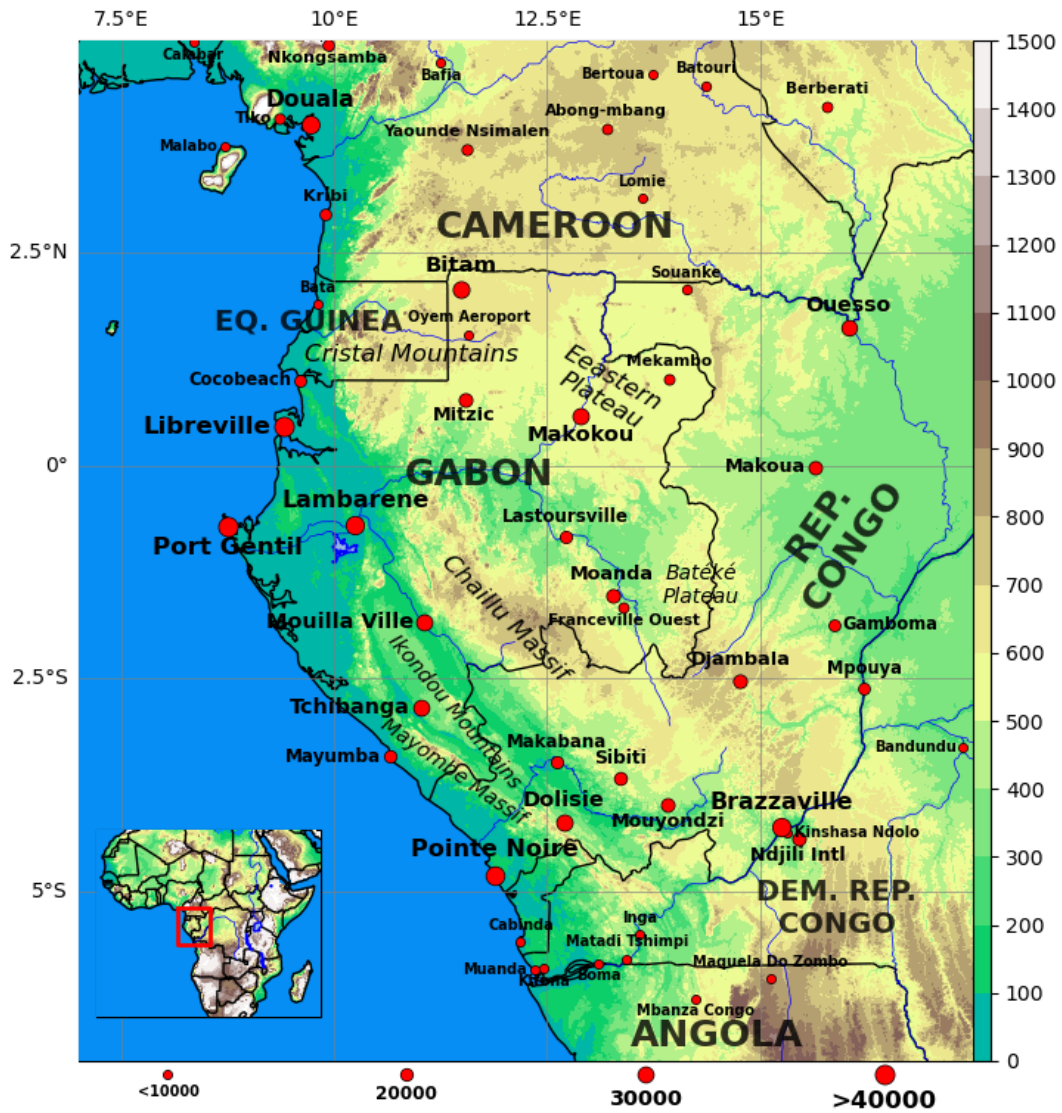 7.5°E 10°E 12.5°E 15°E
1500
Calabar
Nkongsamba
Bafia
Bertoua
Batouri
Berberati
1400
Douala
Tiko
Abong-mbang
Yaounde Nsimalen
Malabo
1300
Lomie
Kribi
CAMEROON
2.5°N
1200
Bitam
Souanke
Bata
Ouesso
EQ. GUINEA
Oyem Aeroport
1100
Cristal Mountains
Eeastern
Plateau
Mekambo
Cocobeach
1000
Mitzic
Libreville
Makokou
900
0°
GABON
Makoua
Lambarene
REP.
CONGO
Lastoursville
800
Port Gentil
Chaillu Massif
Moanda
Batéké
Plateau
700
Franceville Ouest
Mouilla Ville
Gamboma
Ikondou Mountains
Djambala
Mpouya
600
2.5°S
Tchibanga
Mayombe Massif
500
Makabana
Bandundu
Mayumba
Sibiti
400
Dolisie
Brazzaville
Mouyondzi
Kinshasa Ndolo
Pointe Noire
Ndjili Intl
300
5°S
DEM. REP.
CONGO
Cabinda
Inga
200
Matadi Tshimpi
Maquela Do Zombo
Muanda
Boma
Mbanza Congo
100
ANGOLA
0
<10000 20000 30000 >40000